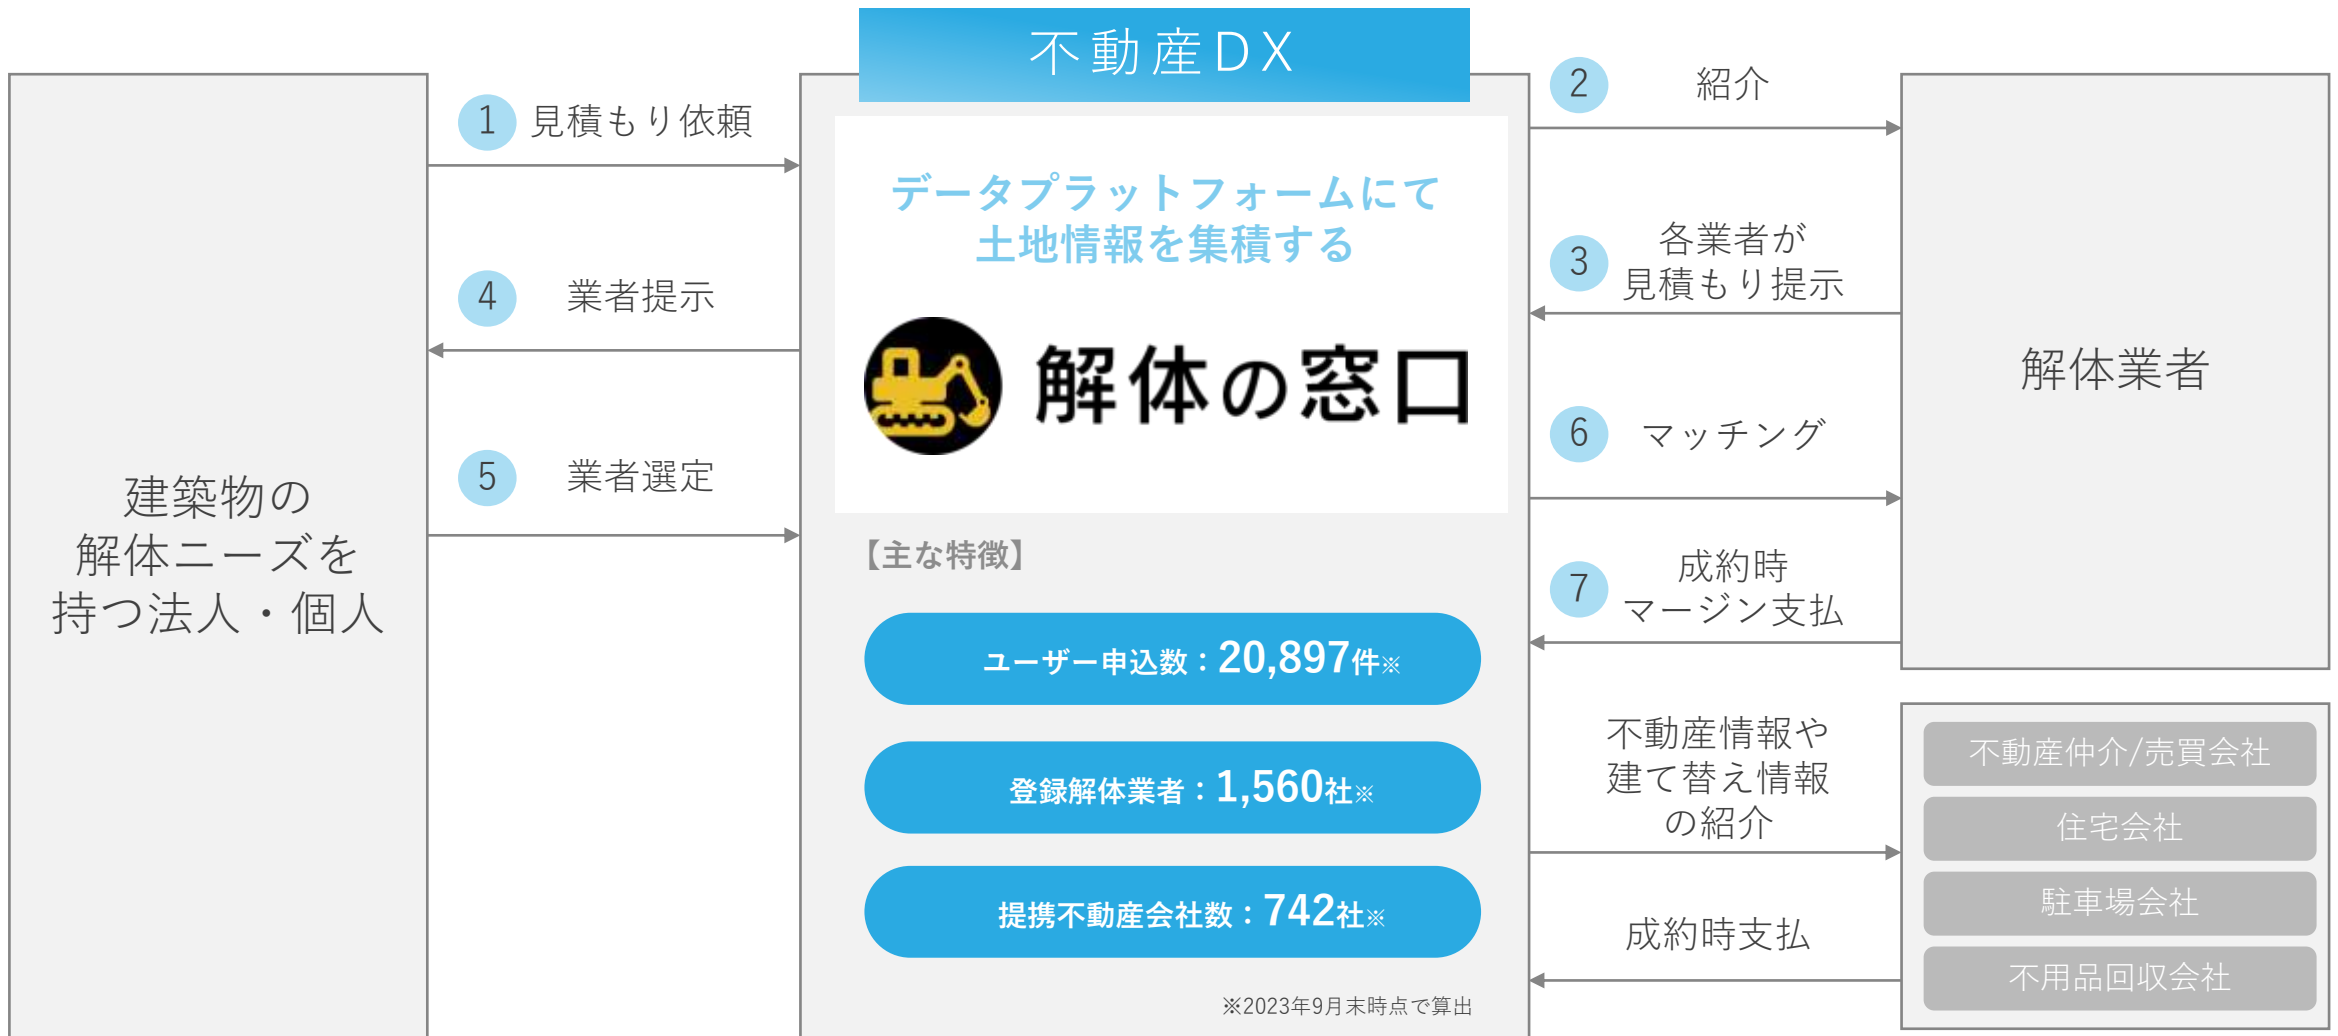 不動産DX
建築物の
解体ニーズを
持つ法人・個人
1 見積もり依頼
4 業者提示
5 業者選定
データプラットフォームにて
土地情報を集積する
解体の窓口
【主な特徴】
ユーザー申込数：20,897件※
登録解体業者：1,560社※
提携不動産会社数：742社※
※2023年9月末時点で算出
2 紹介
3 各業者が
見積もり提示
6 マッチング
7 成約時
マージン支払
不動産情報や
建て替え情報
の紹介
成約時支払
解体業者
不動産仲介/売買会社
住宅会社
駐車場会社
不用品回収会社